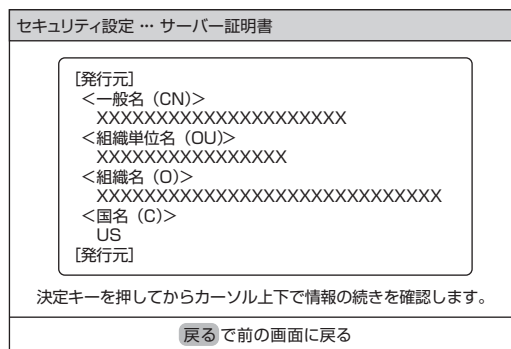 セキュリティ設定 … サーバー証明書
[発行元]
＜一般名（CN）＞
XXXXXXXXXXXXXXXXXXXXX
＜組織単位名（OU）＞
XXXXXXXXXXXXXXXX
＜組織名（O）＞
XXXXXXXXXXXXXXXXXXXXXXXXXXXXX
＜国名（C）＞
US
[発行元]
決定キーを押してからカーソル上下で情報の続きを確認します。
戻るで前の画面に戻る